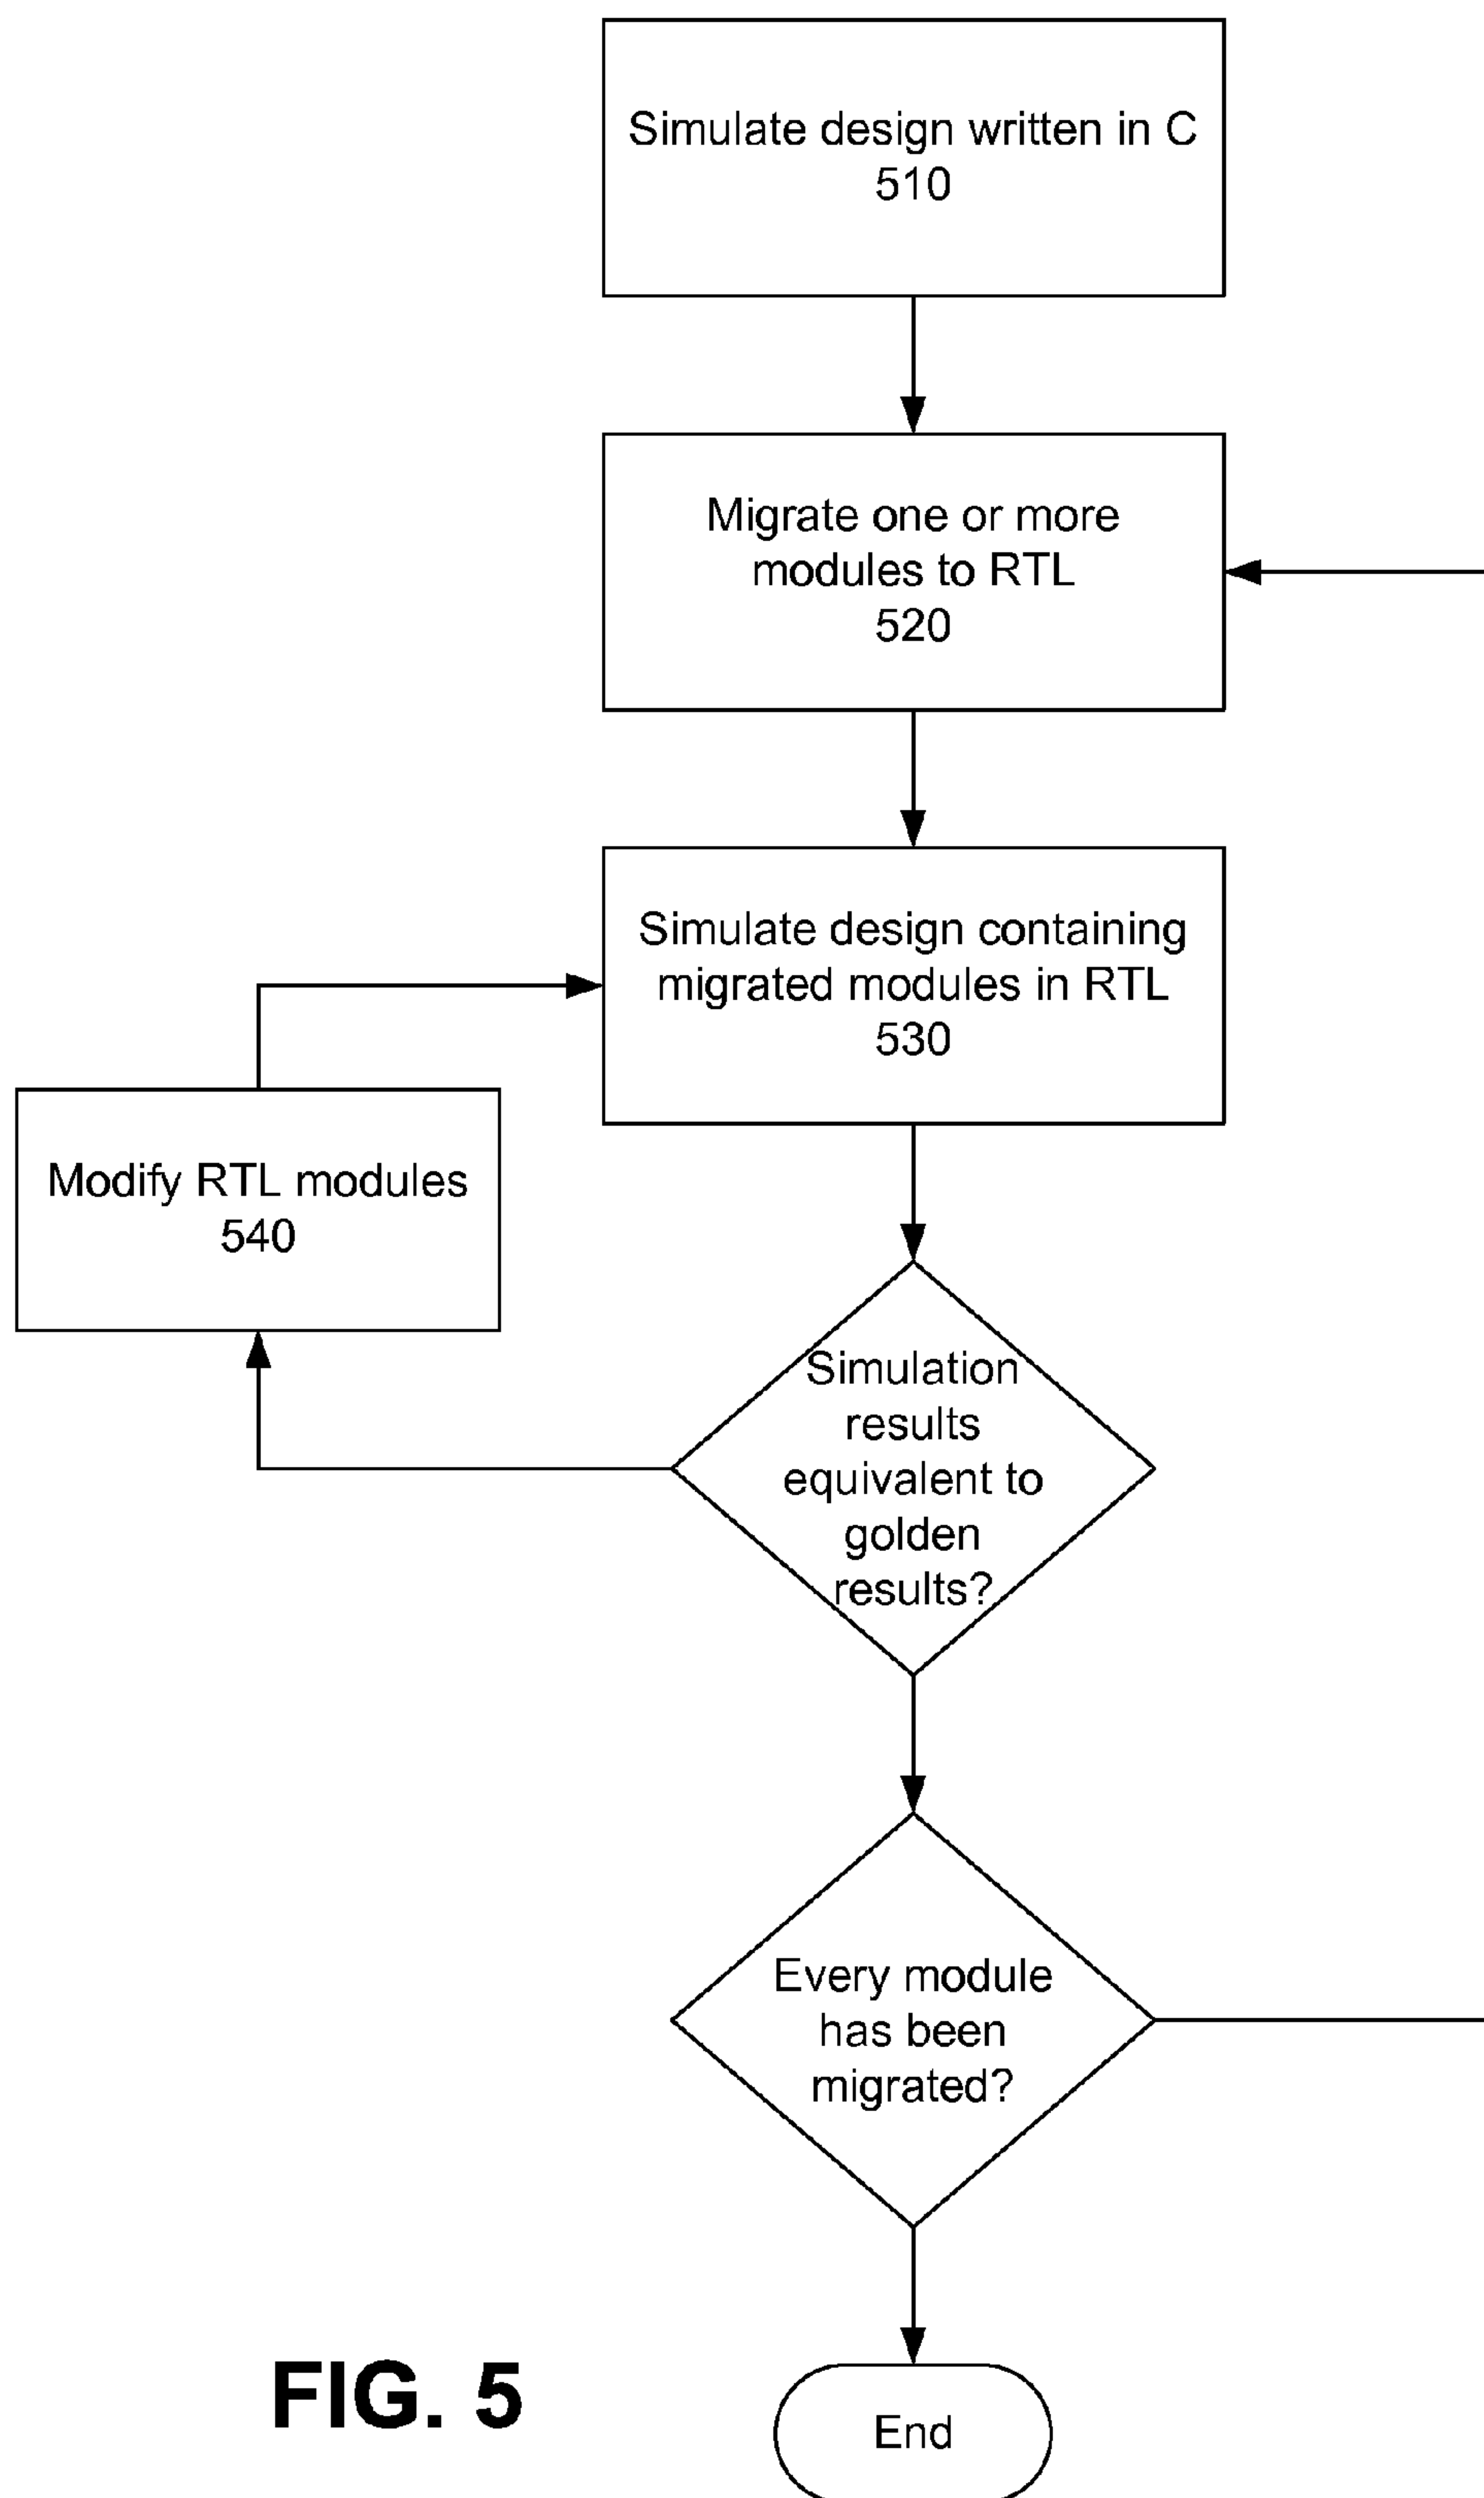 Simulate design written in C
510
Migrate one or more
modules to RTL
520
Simulate design containing
migrated modules in RTL
530
Modify RTL modules
540
Simulation
results
equivalent to
golden
results?
Every module
has been
migrated?
End
FIG. 5